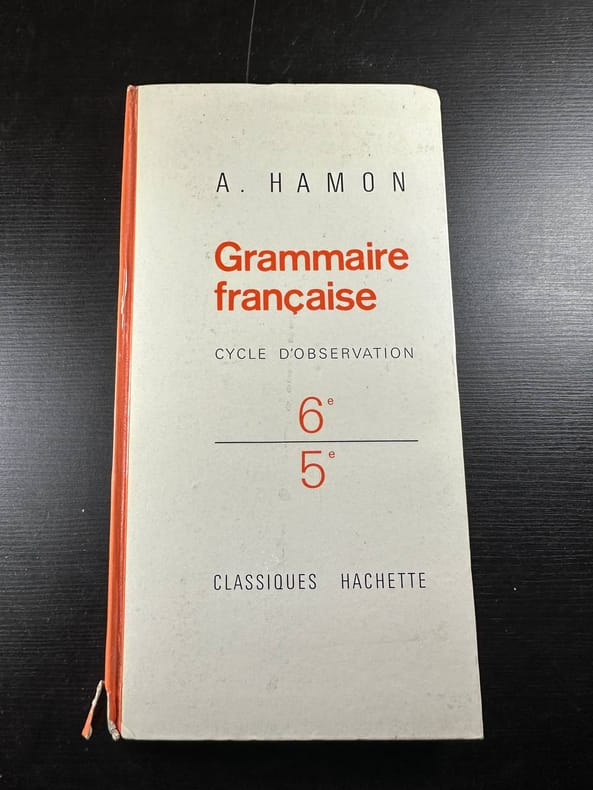 A. HAMON
Grammaire
française
CYCLE D'OBSERVATION
6e
5e
CLASSIQUES HACHETTE